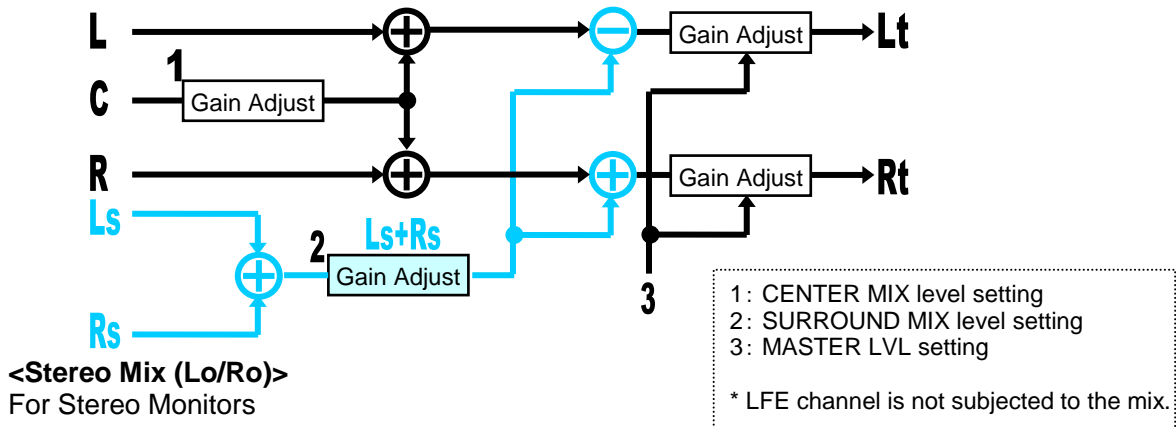 L
Gain Adjust
Lt
1
C
Gain Adjust
R
Gain Adjust
Rt
Ls
2
Ls+Rs
Gain Adjust
3
Rs
1: CENTER MIX level setting
2: SURROUND MIX level setting
3: MASTER LVL setting
* LFE channel is not subjected to the mix.
<Stereo Mix (Lo/Ro)>
For Stereo Monitors